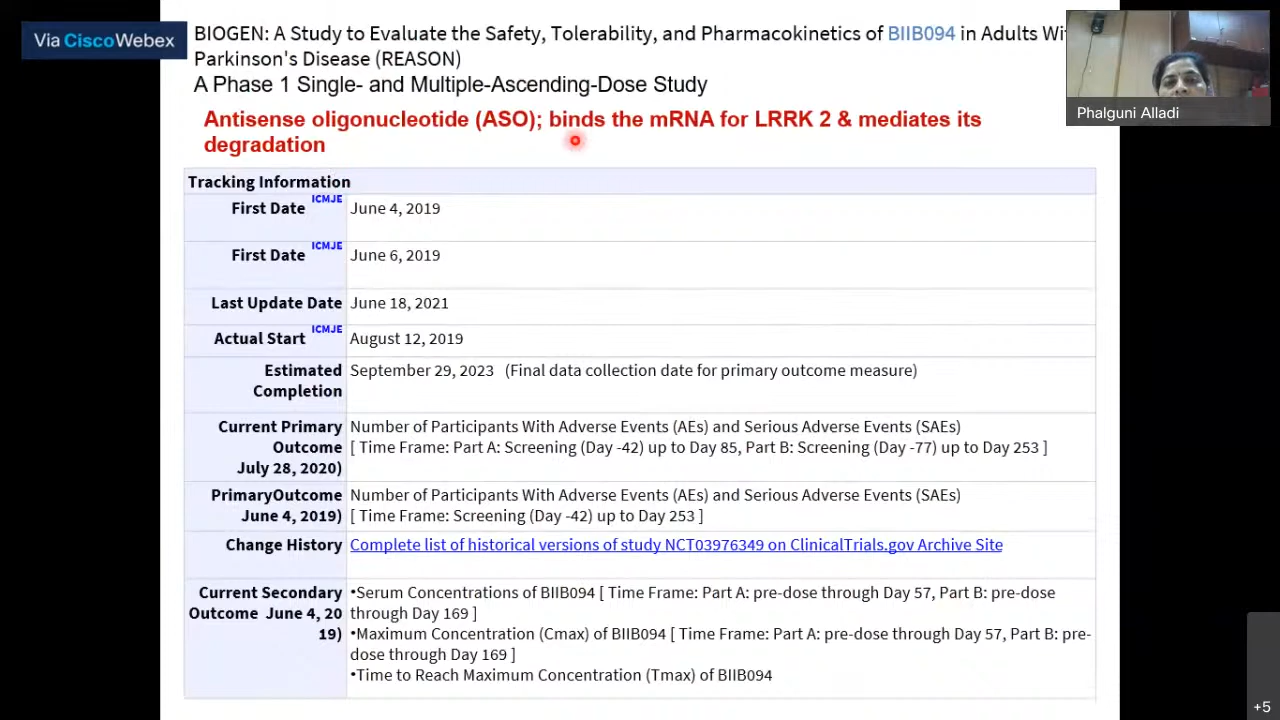 Via Cisco Webex
BIOGEN: A Study to Evaluate the Safety, Tolerability, and Pharmacokinetics of BIIB094 in Adults
Parkinson's Disease (REASON)
A Phase 1 Single- and Multiple-Ascending-Dose Study
Phalguni Alladi
Antisense oligonucleotide (ASO); binds the mRNA for LRRK 2 & mediates its
degradation
Tracking Information
First Date ICMJE June 4, 2019
First Date ICMJE June 6, 2019
Last Update Date June 18, 2021
Actual Start ICMJE August 12, 2019
Estimated September 29, 2023 (Final data collection date for primary outcome measure)
Completion
Current Primary Number of Participants With Adverse Events (AEs) and Serious Adverse Events (SAEs)
Outcome [ Time Frame: Part A: Screening (Day -42) up to Day 85, Part B: Screening (Day -77) up to Day 253 ]
July 28, 2020)
PrimaryOutcome Number of Participants With Adverse Events (AEs) and Serious Adverse Events (SAEs)
June 4, 2019) [ Time Frame: Screening (Day -42) up to Day 253 ]
Change History Complete list of historical versions of study NCT03976349 on ClinicalTrials.gov Archive Site
Current Secondary •Serum Concentrations of BIIB094 [ Time Frame: Part A: pre-dose through Day 57, Part B: pre-dose
Outcome June 4, 20 through Day 169 ]
19) •Maximum Concentration (Cmax) of BIIB094 [ Time Frame: Part A: pre-dose through Day 57, Part B: pre-
dose through Day 169 ]
•Time to Reach Maximum Concentration (Tmax) of BIIB094
+5